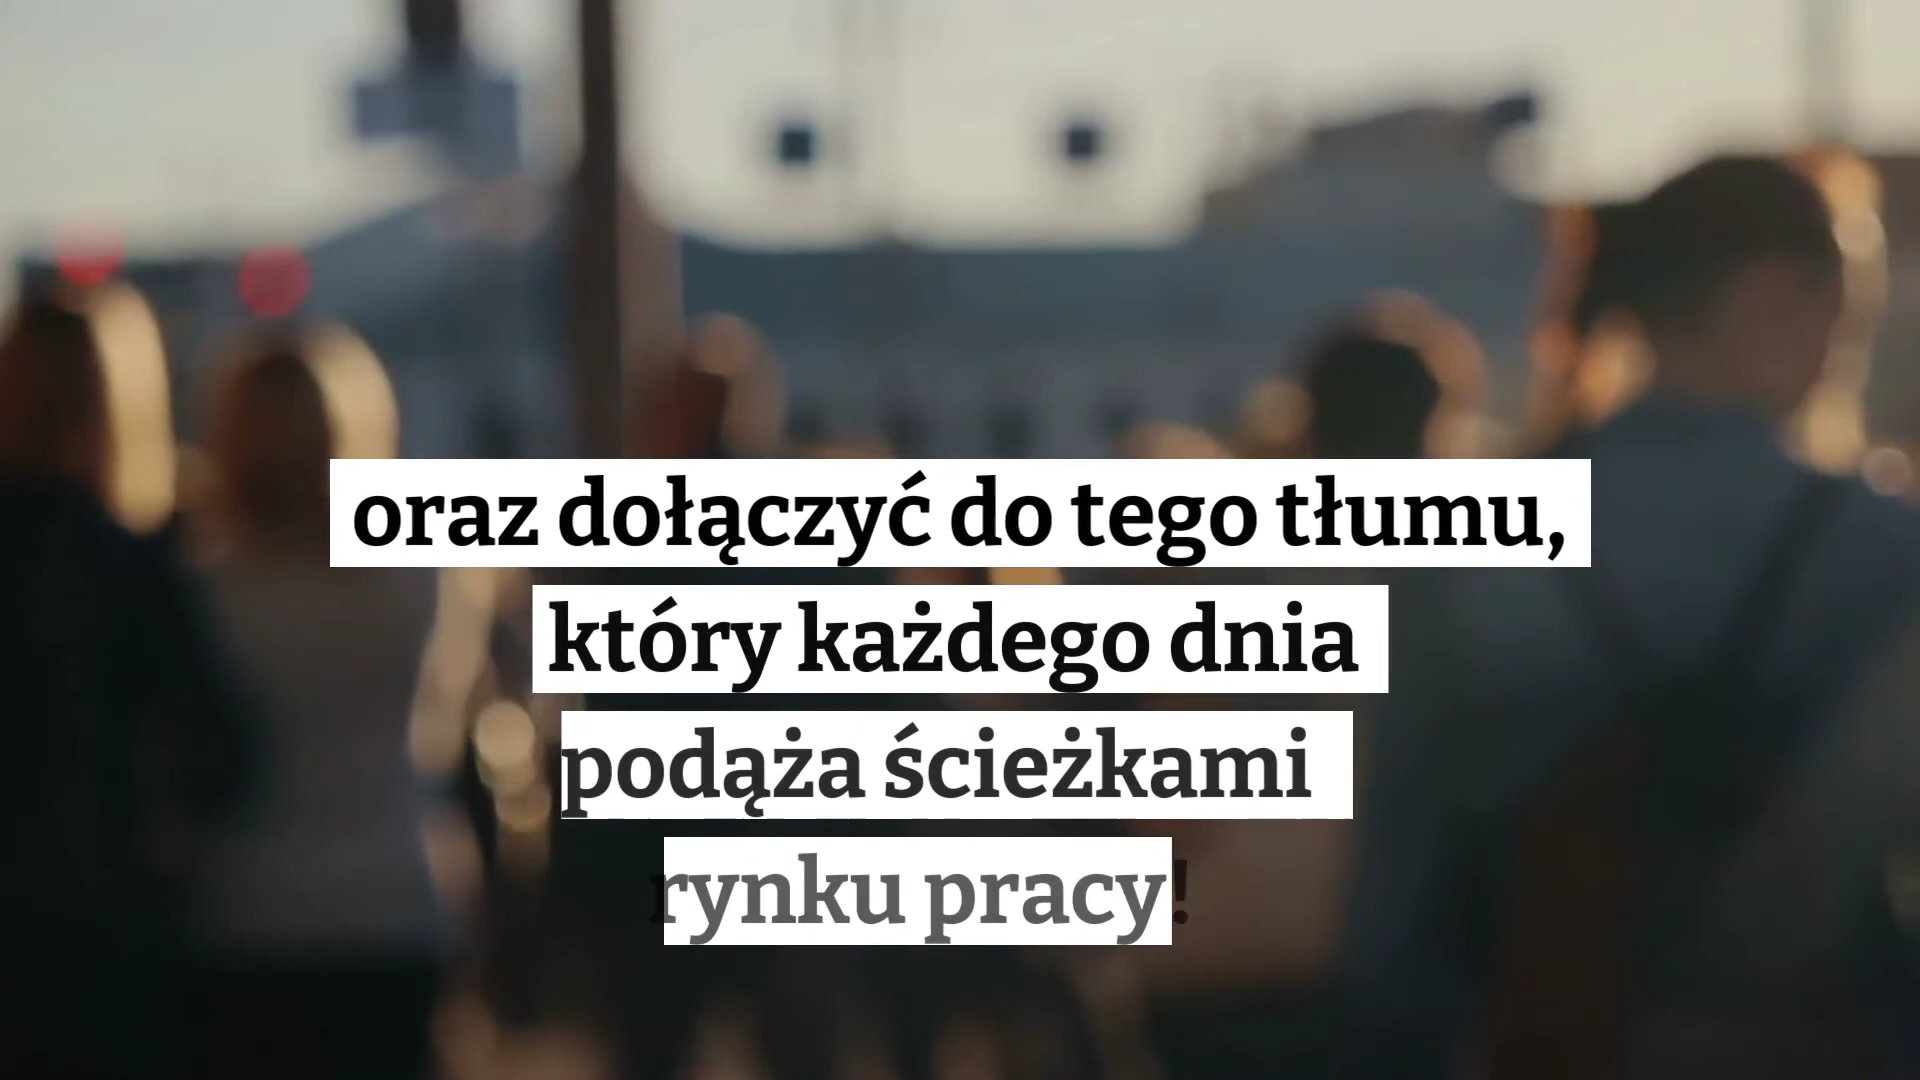 oraz dołączyć do tego tłumu,
który każdego dnia
podąża ścieżkami
rynku pracy!